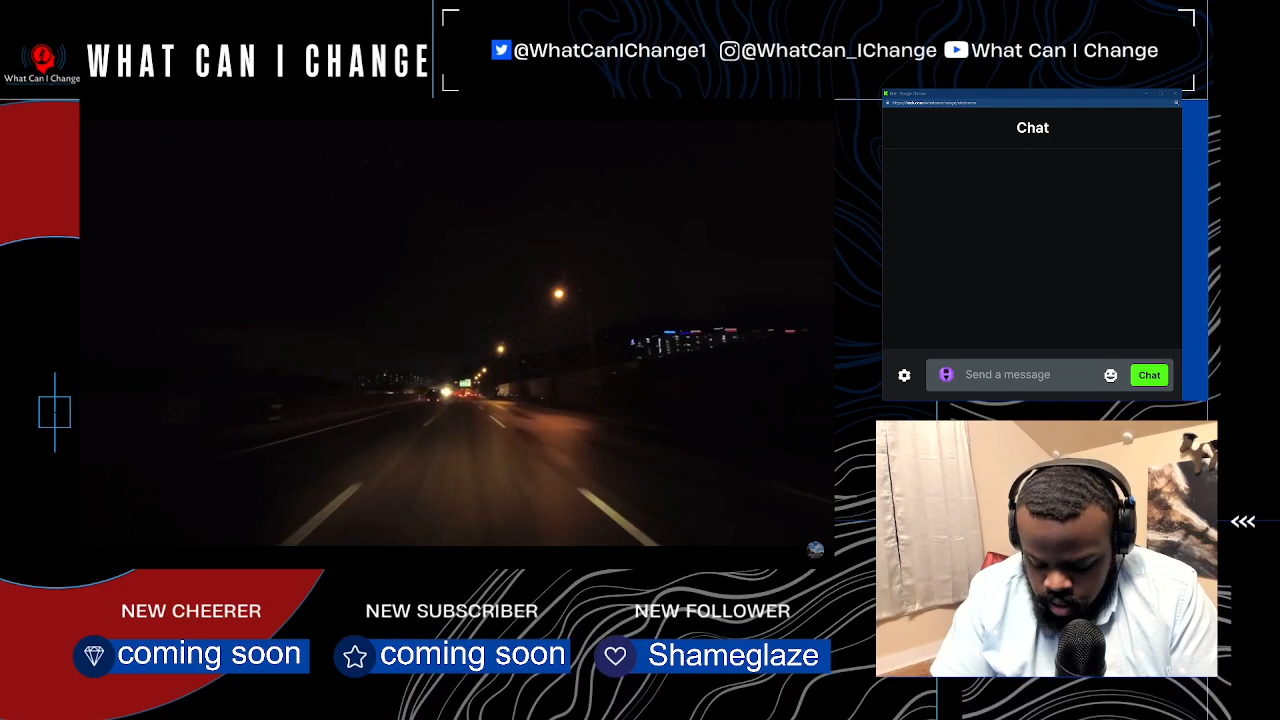 What Can I Change
WHAT CAN I CHANGE
@WhatCanIChange1
@WhatCan_IChange
What Can I Change
Chat
Send a message
Chat
NEW CHEERER
NEW SUBSCRIBER
NEW FOLLOWER
coming soon
coming soon
Shameglaze